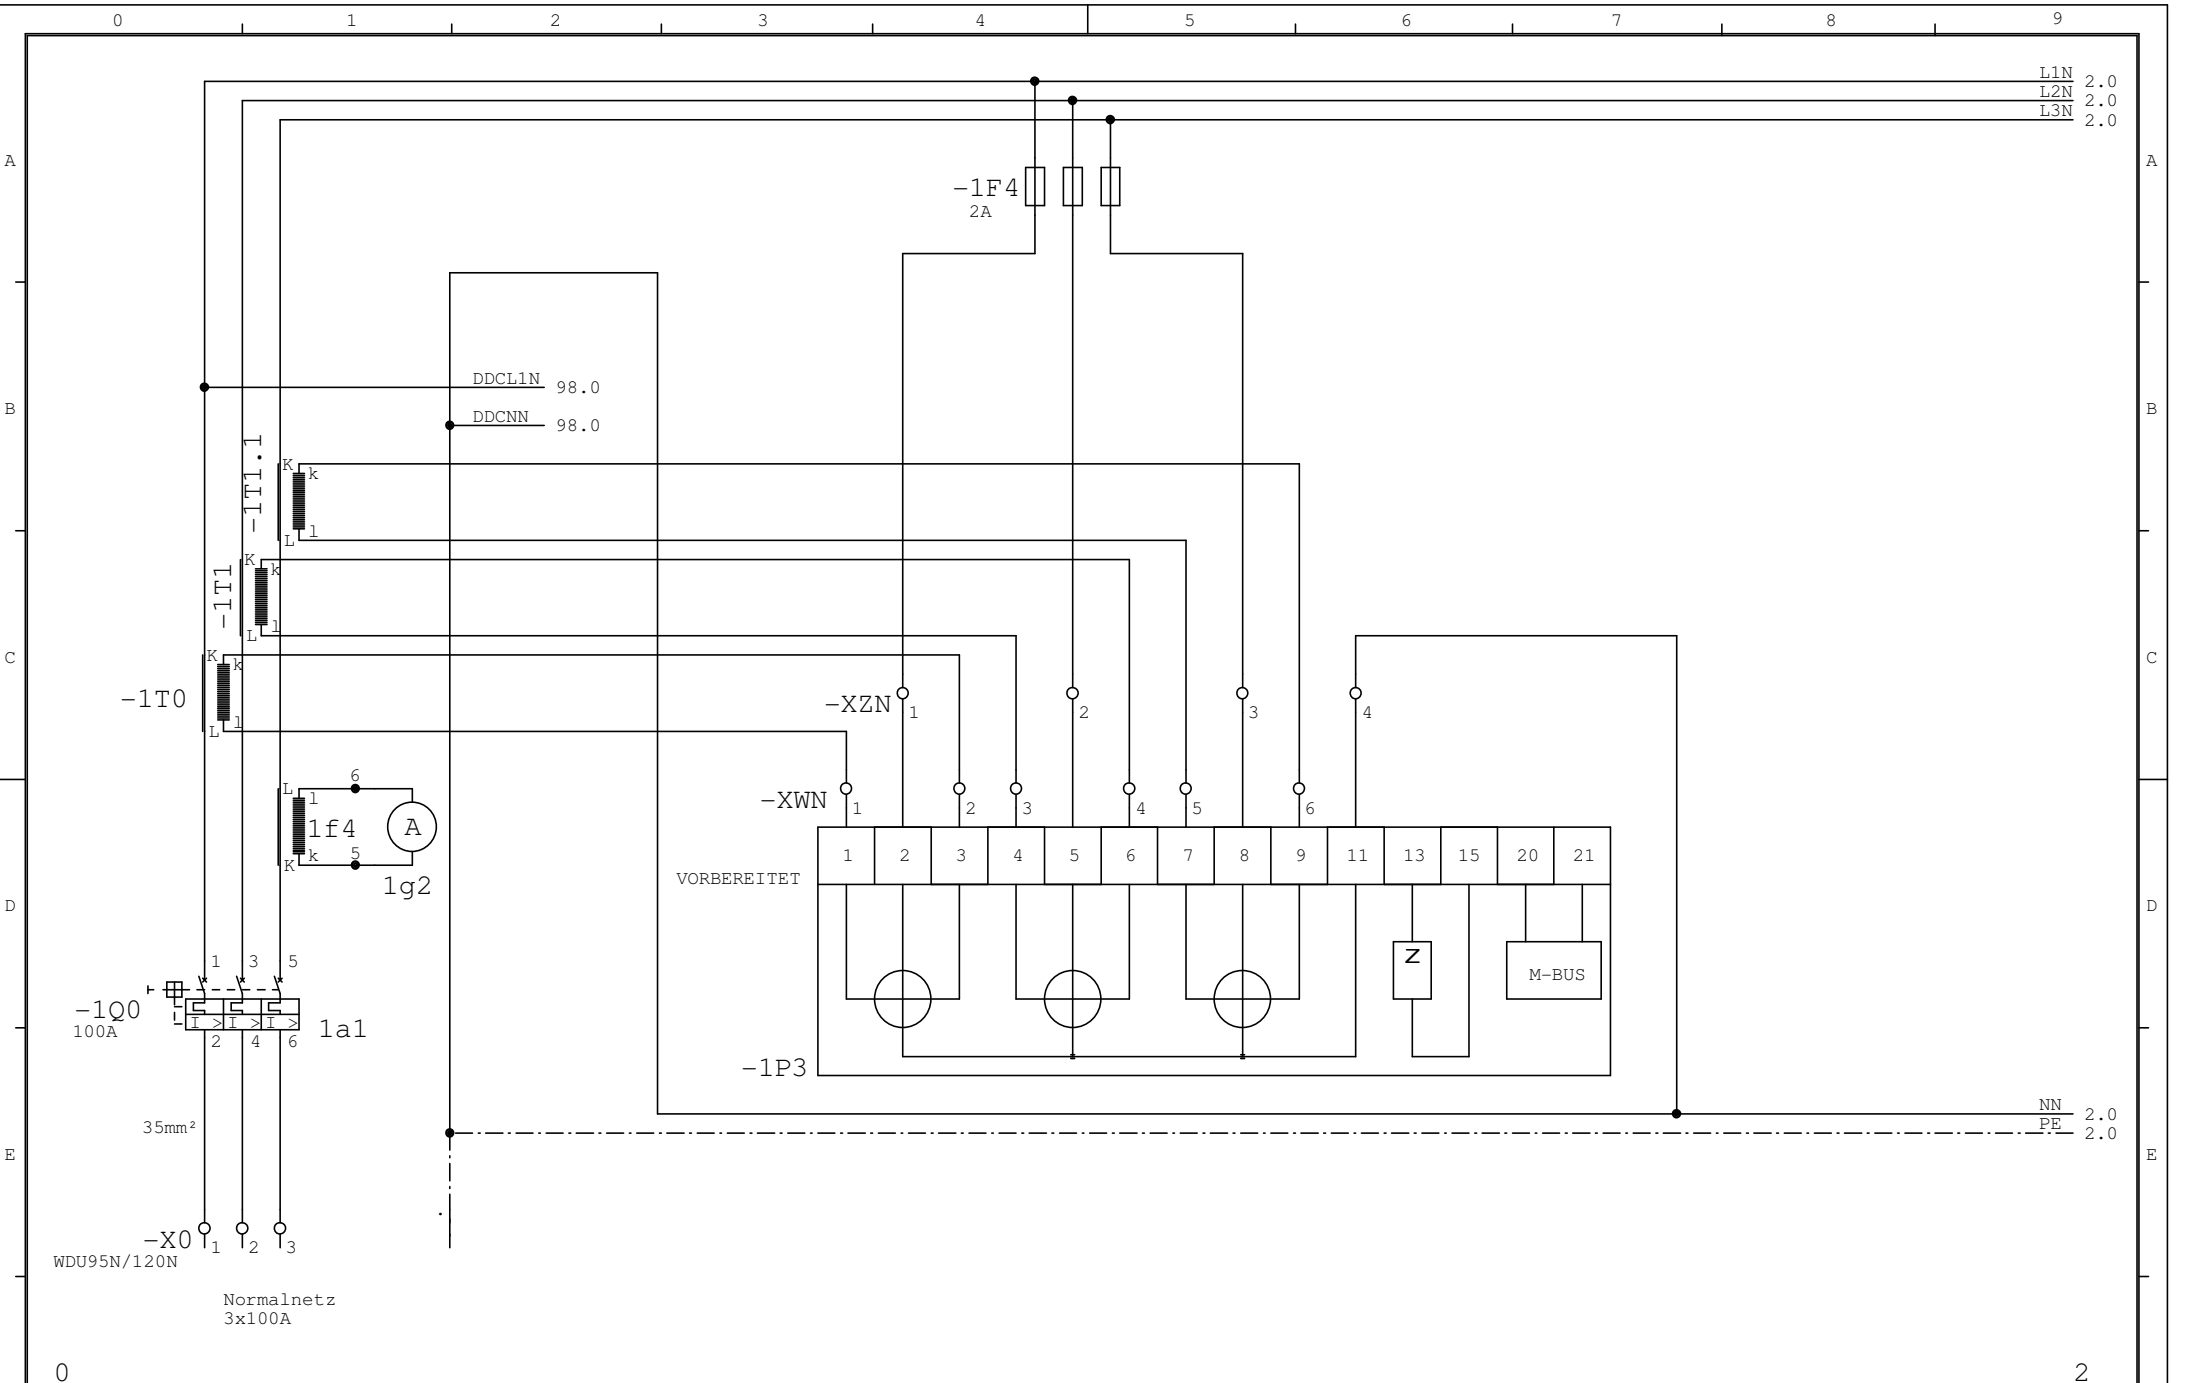 0 1 2 3 4 5 6 7 8 9
L1N 2.0
L2N 2.0
L3N 2.0
A A
-1F4
2A
DDCL1N 98.0
B B
DDCNN 98.0
-1T1.1
K k
L l
-1T1
K k
L l
C C
-1T0
K k
L l
-XZN 1 2 3 4
-XWN 1 2 3 4 5 6
L l 6
1f4 A
K k 5
1g2
1 2 3 4 5 6 7 8 9 11 13 15 20 21
VORBEREITET
D D
Z
M-BUS
1 3 5
-1Q0
100A
I > I > I >
1a1
2 4 6
-1P3
NN 2.0
PE 2.0
35mm²
E E
-X0 1 2 3
WDU95N/120N
Normalnetz
3x100A
0 2